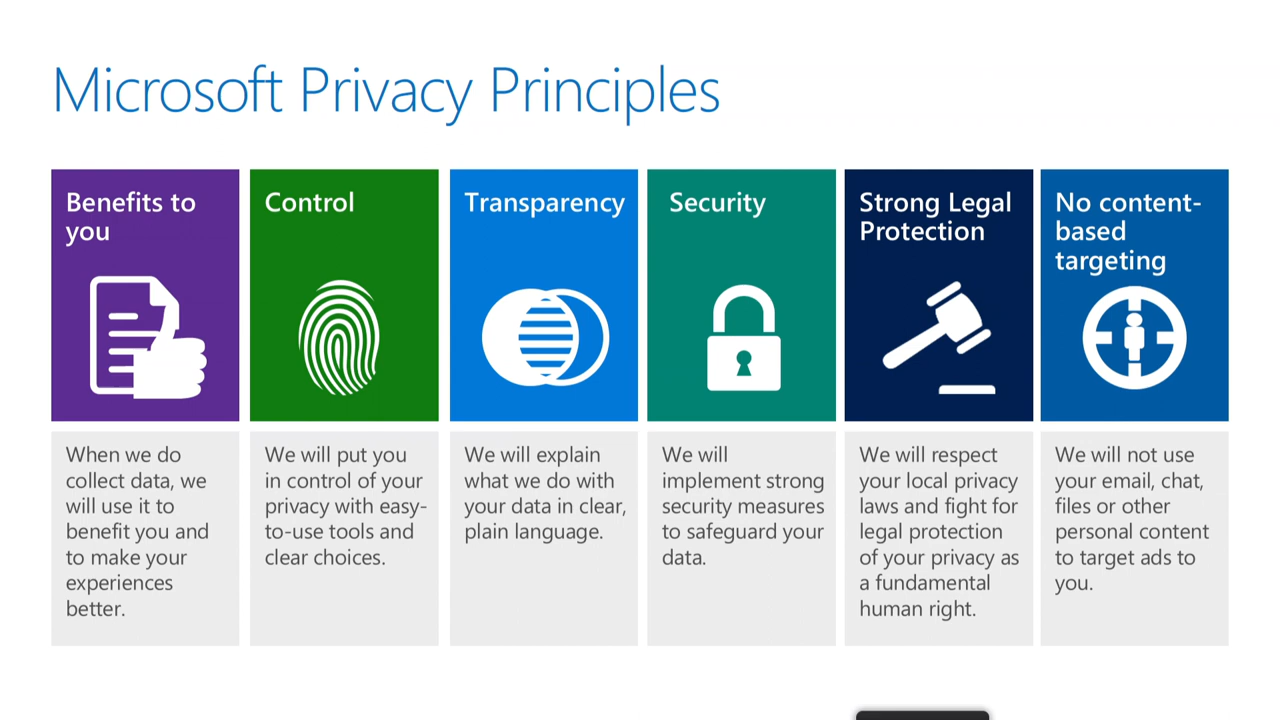 Microsoft Privacy Principles
Benefits to
you
When we do
collect data, we
will use it to
benefit you and
to make your
experiences
better.
Control
We will put you
in control of your
privacy with easy-
to-use tools and
clear choices.
Transparency
We will explain
what we do with
your data in clear,
plain language.
Security
We will
implement strong
security measures
to safeguard your
data.
Strong Legal
Protection
We will respect
your local privacy
laws and fight for
legal protection
of your privacy as
a fundamental
human right.
No content-
based
targeting
We will not use
your email, chat,
files or other
personal content
to target ads to
you.